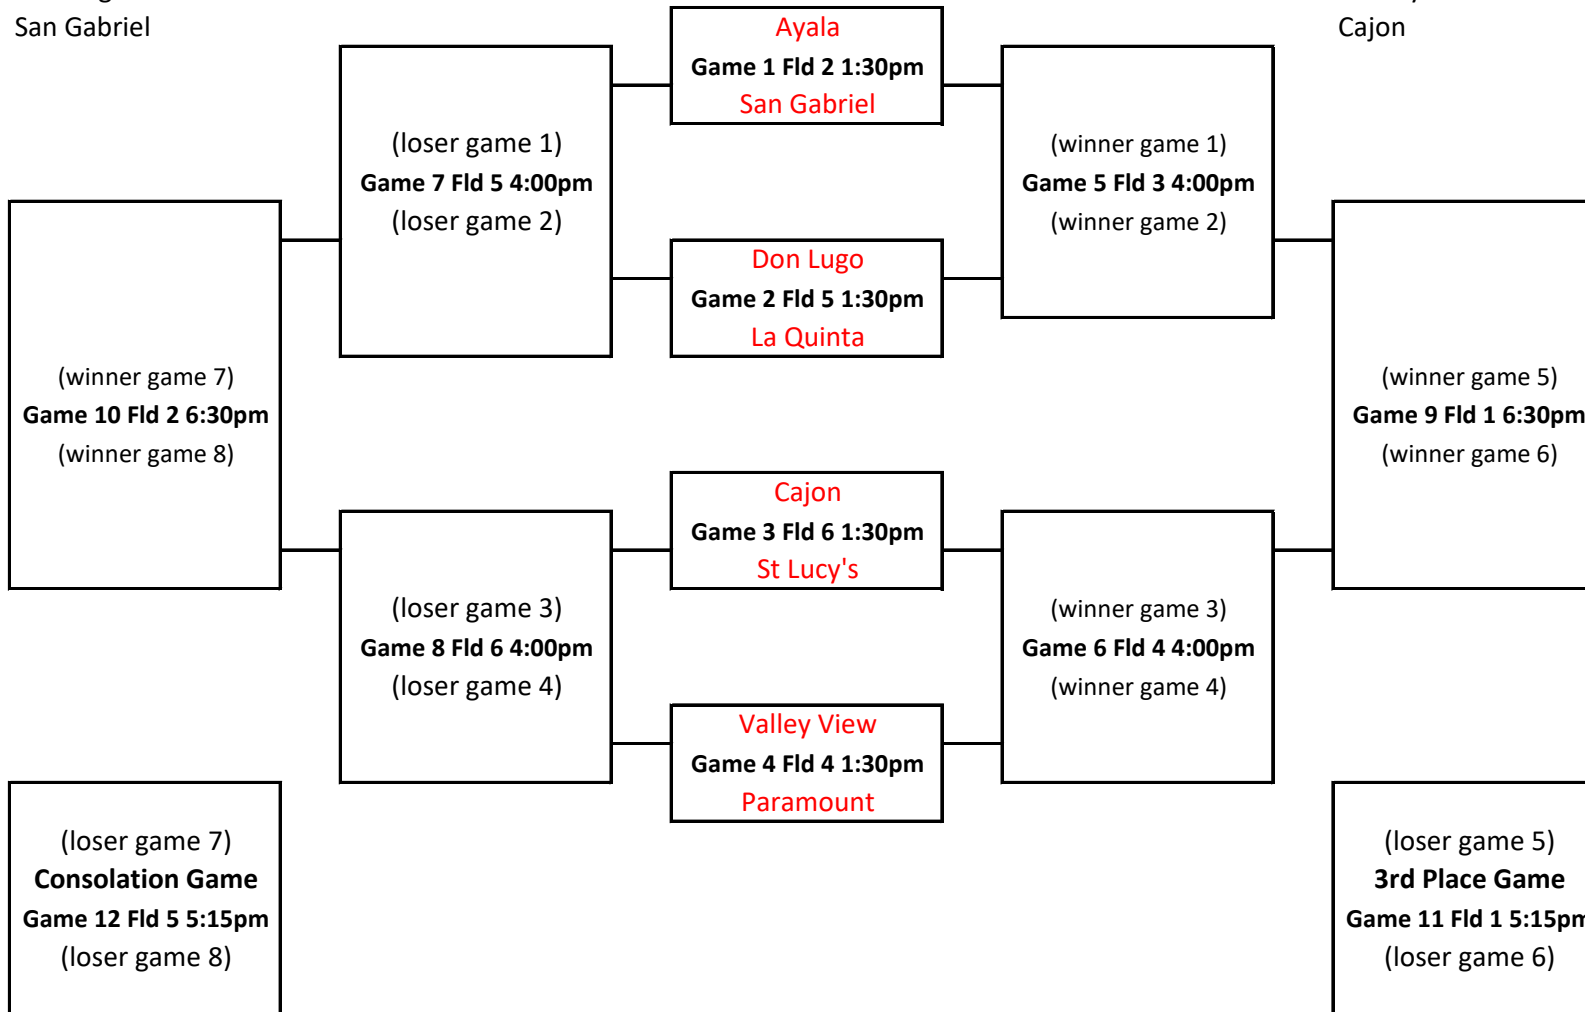 San Gabriel
Cajon
Ayala
Game 1 Fld 2 1:30pm
San Gabriel
(loser game 1)
Game 7 Fld 5 4:00pm
(loser game 2)
(winner game 1)
Game 5 Fld 3 4:00pm
(winner game 2)
Don Lugo
Game 2 Fld 5 1:30pm
La Quinta
(winner game 7)
Game 10 Fld 2 6:30pm
(winner game 8)
(winner game 5)
Game 9 Fld 1 6:30pm
(winner game 6)
Cajon
Game 3 Fld 6 1:30pm
St Lucy's
(loser game 3)
Game 8 Fld 6 4:00pm
(loser game 4)
(winner game 3)
Game 6 Fld 4 4:00pm
(winner game 4)
Valley View
Game 4 Fld 4 1:30pm
Paramount
(loser game 7)
Consolation Game
Game 12 Fld 5 5:15pm
(loser game 8)
(loser game 5)
3rd Place Game
Game 11 Fld 1 5:15pm
(loser game 6)